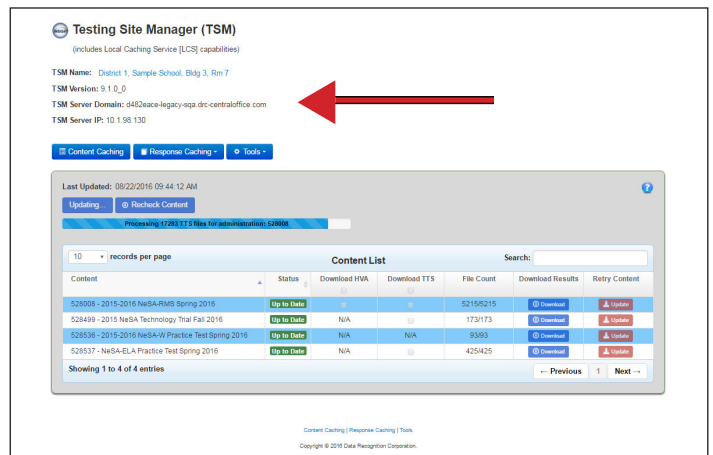 INSIGHT
Testing Site Manager (TSM)
(includes Local Caching Service [LCS] capabilities)
TSM Name: District 1, Sample School, Bldg 3, Rm 7
TSM Version: 9.1.0_0
TSM Server Domain: d482eace-legacy-sqa.drc-centraloffice.com
TSM Server IP: 10.1.98.130
Content Caching Response Caching Tools
Last Updated: 08/22/2016 09:44:12 AM
?
Updating... Recheck Content
Processing 17283 TTS files for administration: 528008
10 records per page Content List Search:
Content Status Download HVA Download TTS File Count Download Results Retry Content
528008 - 2015-2016 NeSA-RMS Spring 2016 Up to Date 5215/5215 Download Update
528499 - 2015 NeSA Technology Trial Fall 2016 Up to Date N/A 173/173 Download Update
528536 - 2015-2016 NeSA-W Practice Test Spring 2016 Up to Date N/A N/A 93/93 Download Update
528537 - NeSA-ELA Practice Test Spring 2016 Up to Date N/A 425/425 Download Update
Showing 1 to 4 of 4 entries ← Previous 1 Next →
Content Caching | Response Caching | Tools
Copyright © 2016 Data Recognition Corporation.